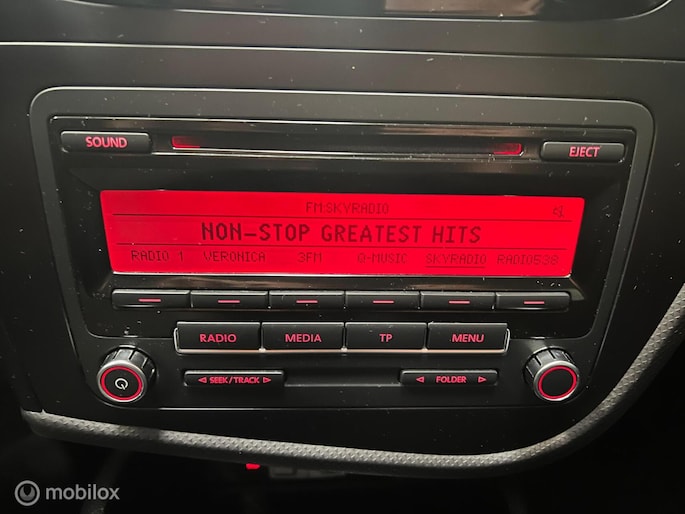 SOUND
EJECT
FM:SKYRADIO
NON-STOP GREATEST HITS
RADIO 1 VERONICA 3FM Q-MUSIC SKYRADIO RADIO538
RADIO MEDIA TP MENU
SEEK/TRACK FOLDER
mobilox